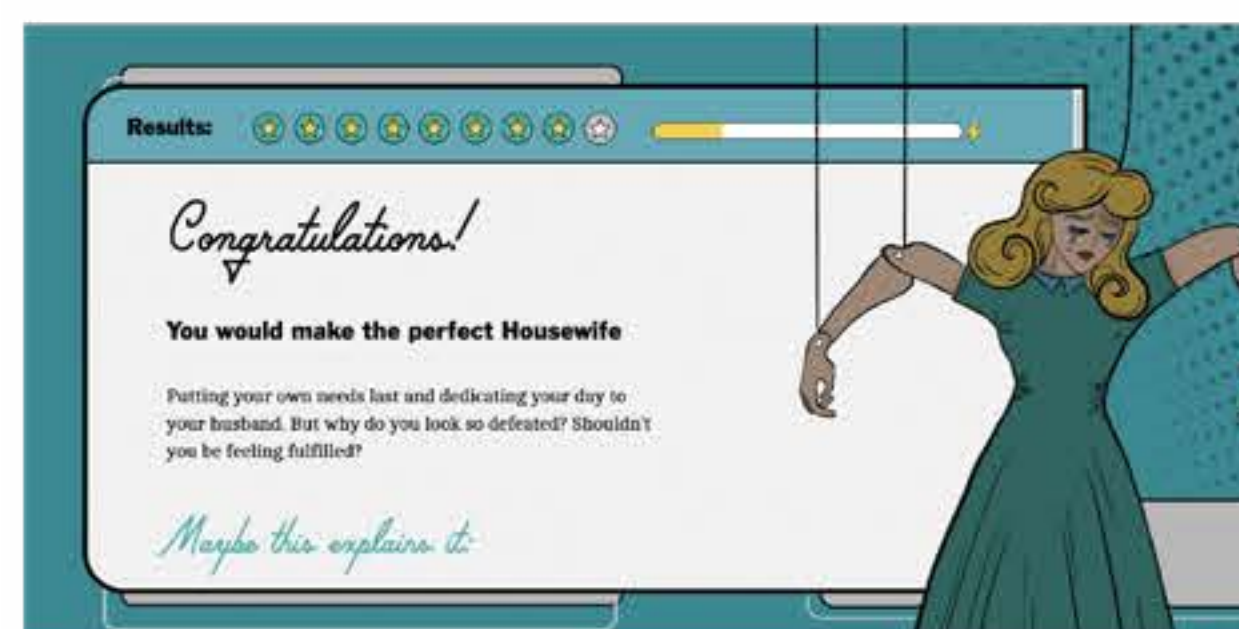 Results:
Congratulations!
You would make the perfect Housewife
Putting your own needs last and dedicating your day to
your husband. But why do you look so defeated? Shouldn't
you be feeling fulfilled?
Maybe this explains it: